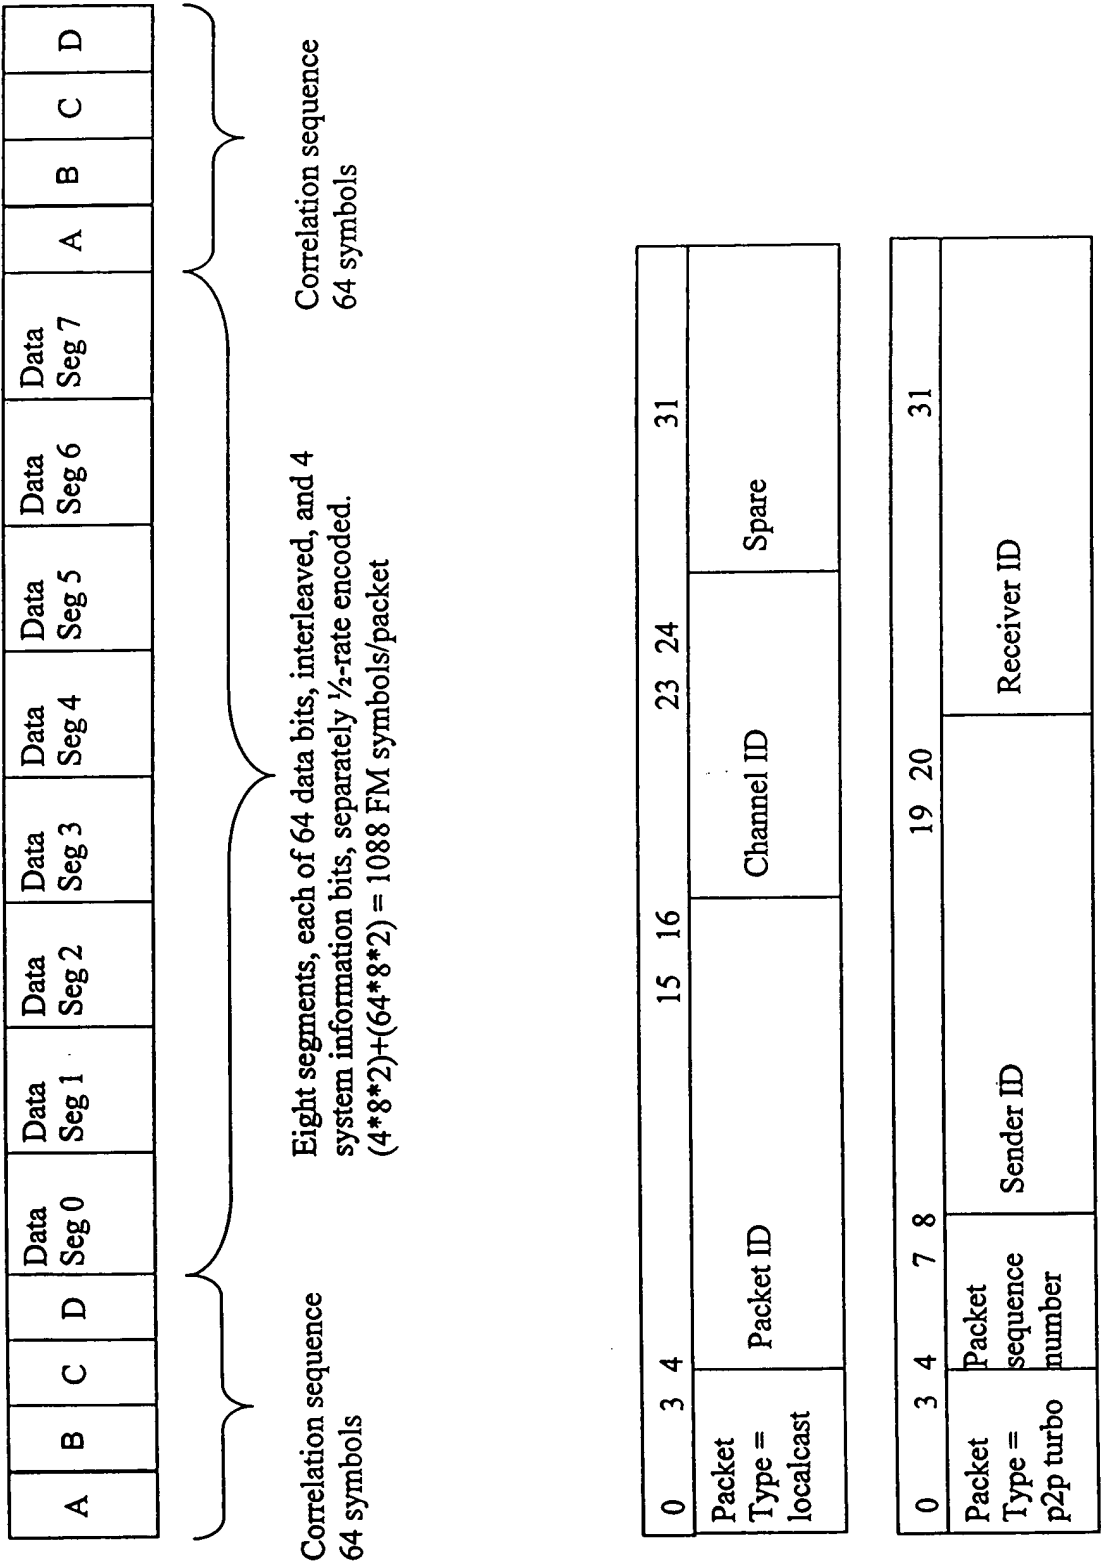 A B C D Data Seg 0 Data Seg 1 Data Seg 2 Data Seg 3 Data Seg 4 Data Seg 5 Data Seg 6 Data Seg 7 A B C D
Correlation sequence
64 symbols
Eight segments, each of 64 data bits, interleaved, and 4
system information bits, separately ½-rate encoded.
(4*8*2)+(64*8*2) = 1088 FM symbols/packet
Correlation sequence
64 symbols
0 3 4 15 16 23 24 31
Packet
Type =
localcast
Packet ID
Channel ID
Spare
0 3 4 7 8 19 20 31
Packet
Type =
p2p turbo
Packet
sequence
number
Sender ID
Receiver ID